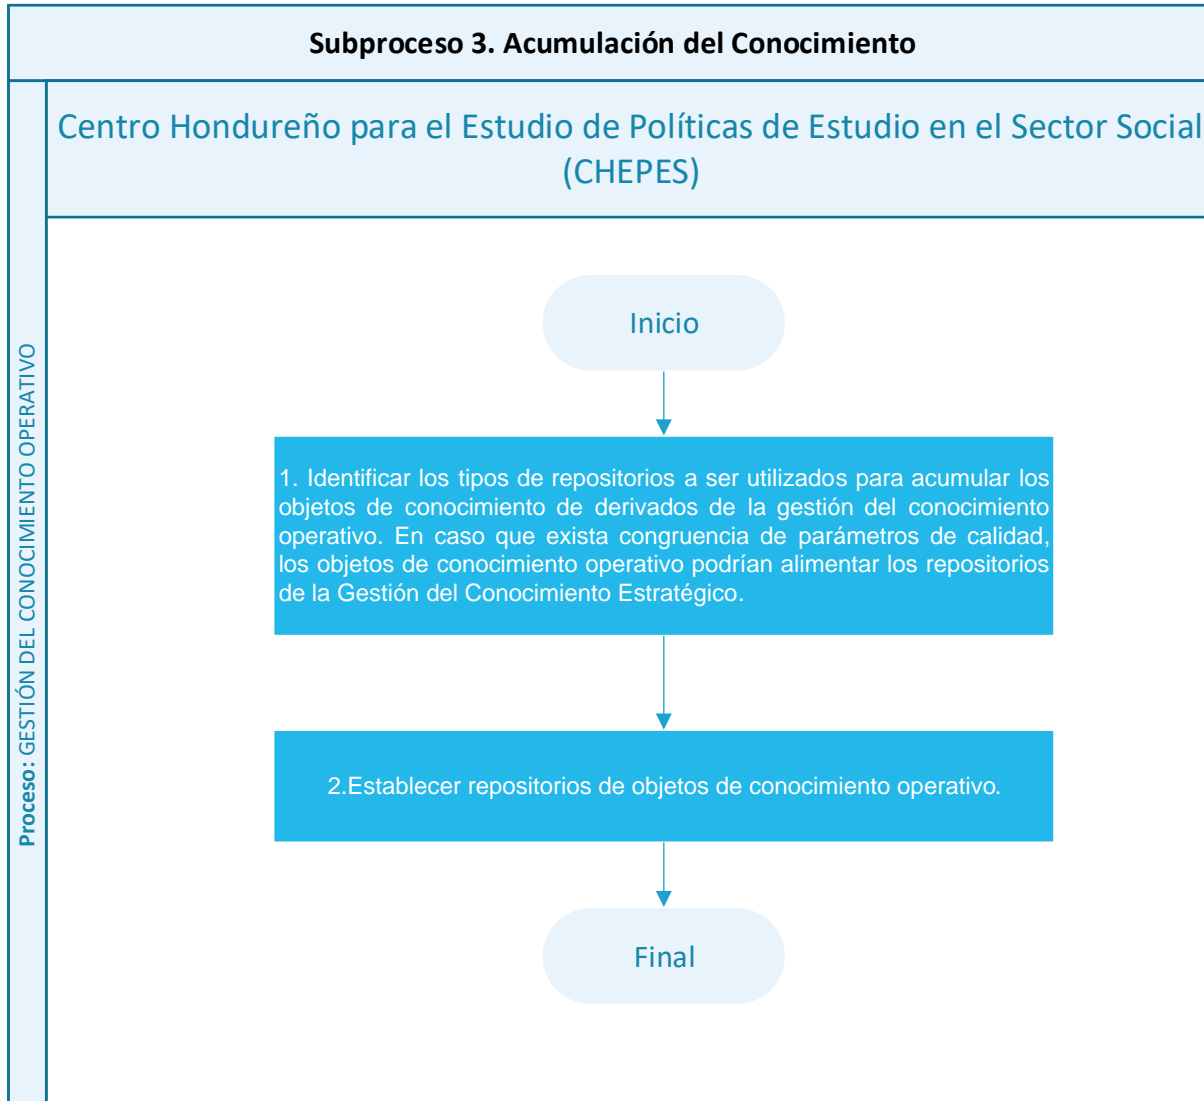 Subproceso 3. Acumulación del Conocimiento
Centro Hondureño para el Estudio de Políticas de Estudio en el Sector Social
(CHEPES)
Proceso: GESTIÓN DEL CONOCIMIENTO OPERATIVO
Inicio
1. Identificar los tipos de repositorios a ser utilizados para acumular los
objetos de conocimiento de derivados de la gestión del conocimiento
operativo. En caso que exista congruencia de parámetros de calidad,
los objetos de conocimiento operativo podrían alimentar los repositorios
de la Gestión del Conocimiento Estratégico.
2.Establecer repositorios de objetos de conocimiento operativo.
Final